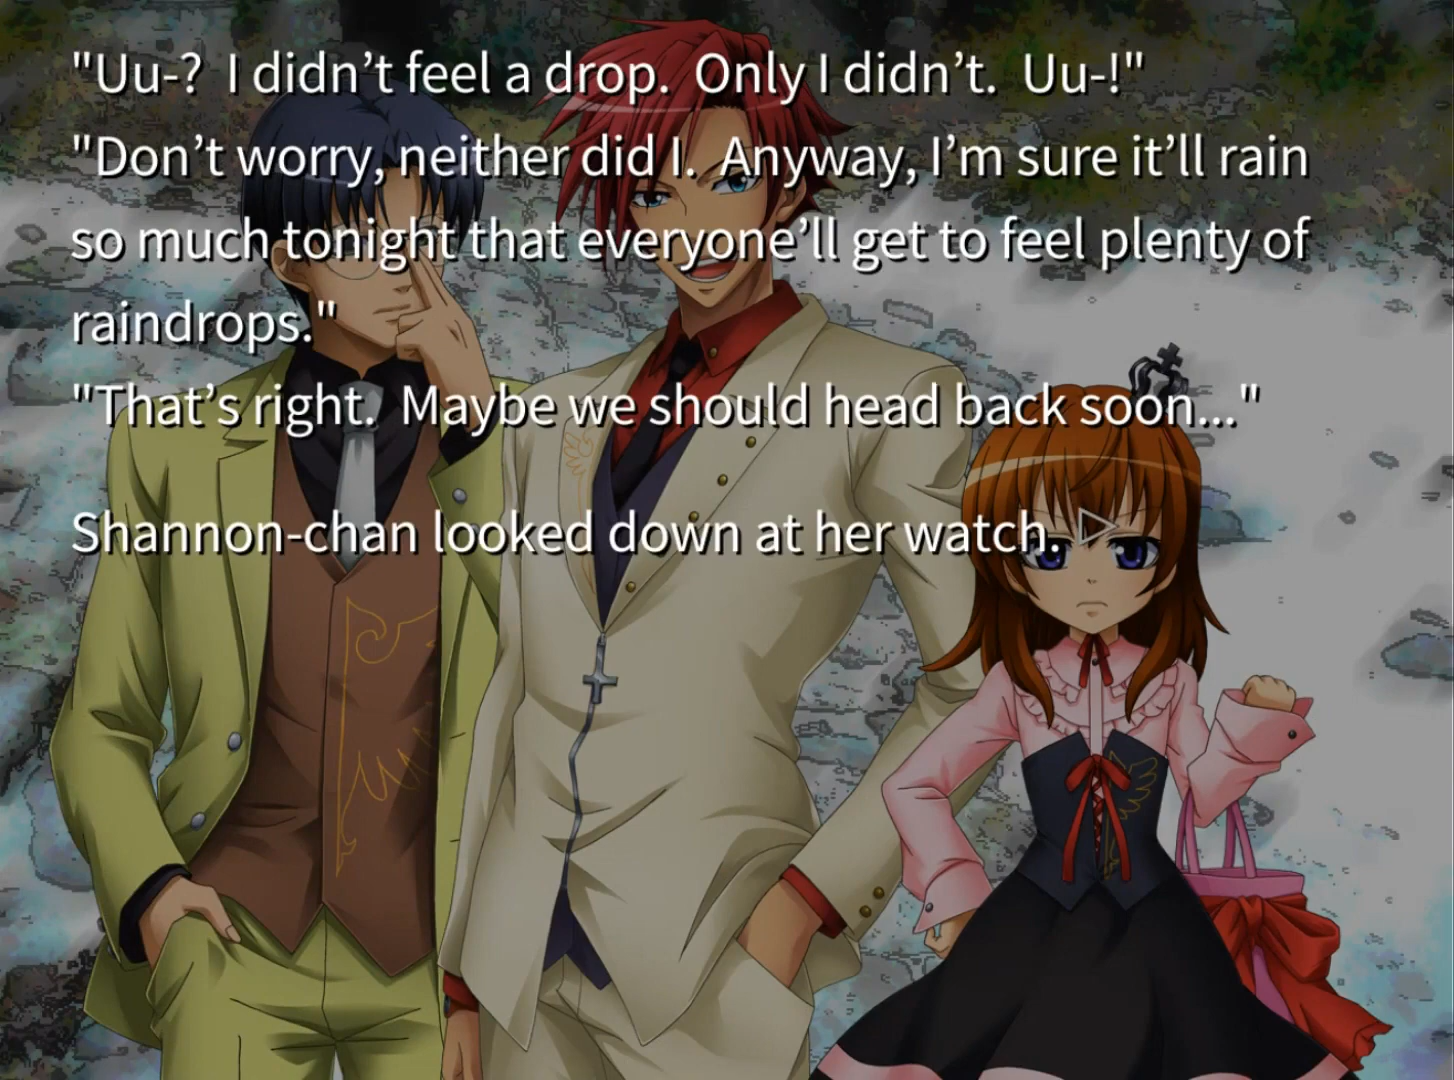 "Uu-?  I didn’t feel a drop.  Only I didn’t.  Uu-!"
"Don’t worry, neither did I.  Anyway, I’m sure it’ll rain
so much tonight that everyone’ll get to feel plenty of
raindrops."
"That’s right.  Maybe we should head back soon..."
Shannon-chan looked down at her watch.